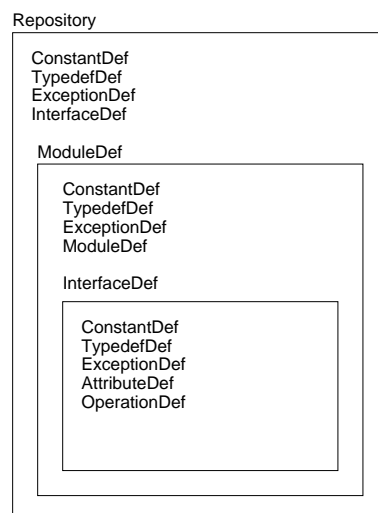 Repository
ConstantDef
TypedefDef
ExceptionDef
InterfaceDef
ModuleDef
ConstantDef
TypedefDef
ExceptionDef
ModuleDef
InterfaceDef
ConstantDef
TypedefDef
ExceptionDef
AttributeDef
OperationDef